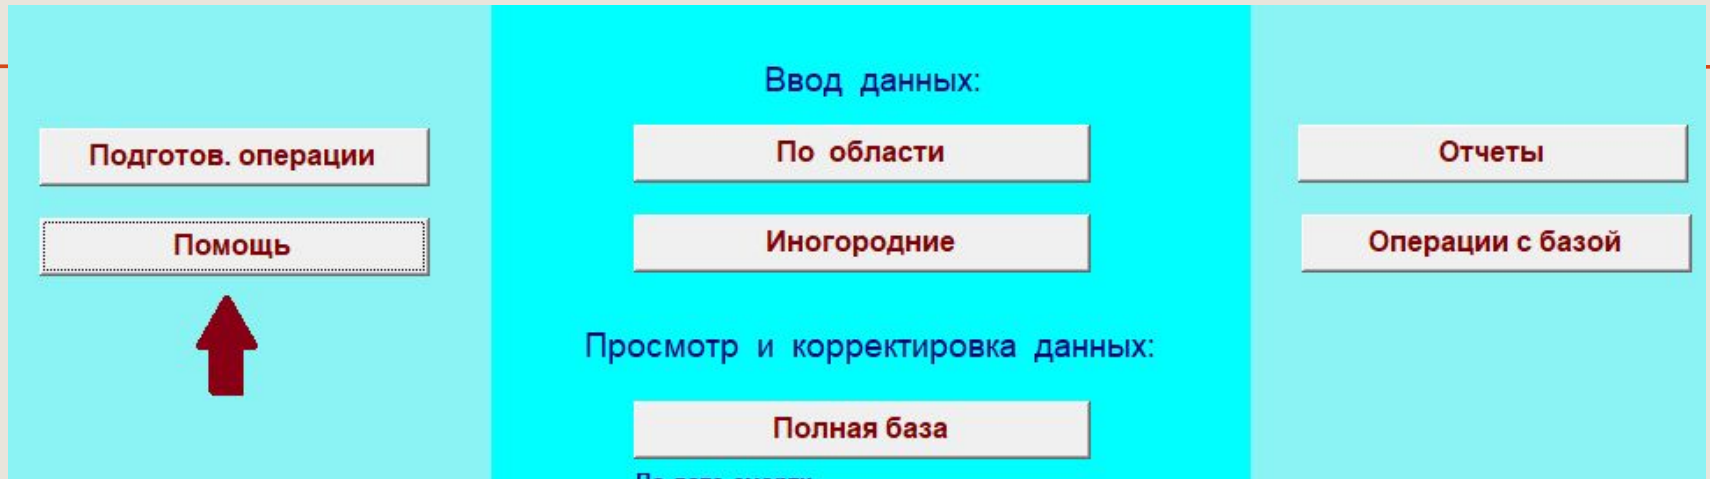 Подготов. операции
Помощь
Ввод данных:
По области
Иногородние
Просмотр и корректировка данных:
Полная база
Отчеты
Операции с базой